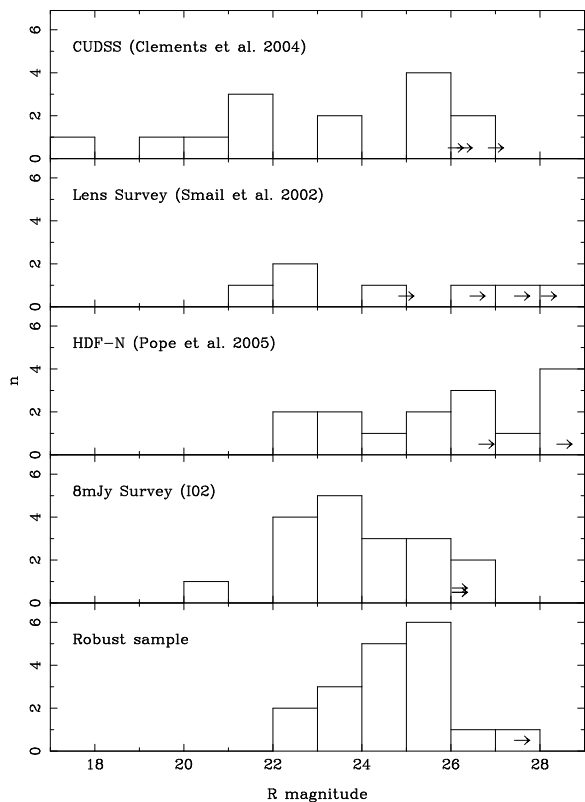 6
CUDSS (Clements et al. 2004)
4
2
0
6
Lens Survey (Smail et al. 2002)
4
2
0
6
HDF-N (Pope et al. 2005)
4
n
2
0
6
8mJy Survey (I02)
4
2
0
6
Robust sample
4
2
0
18 20 22 24 26 28
R magnitude